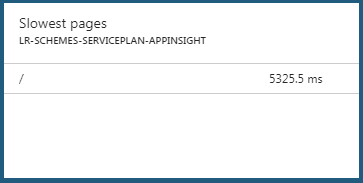 Slowest pages
LR-SCHEMES-SERVICEPLAN-APPINSIGHT
/ 5325.5 ms